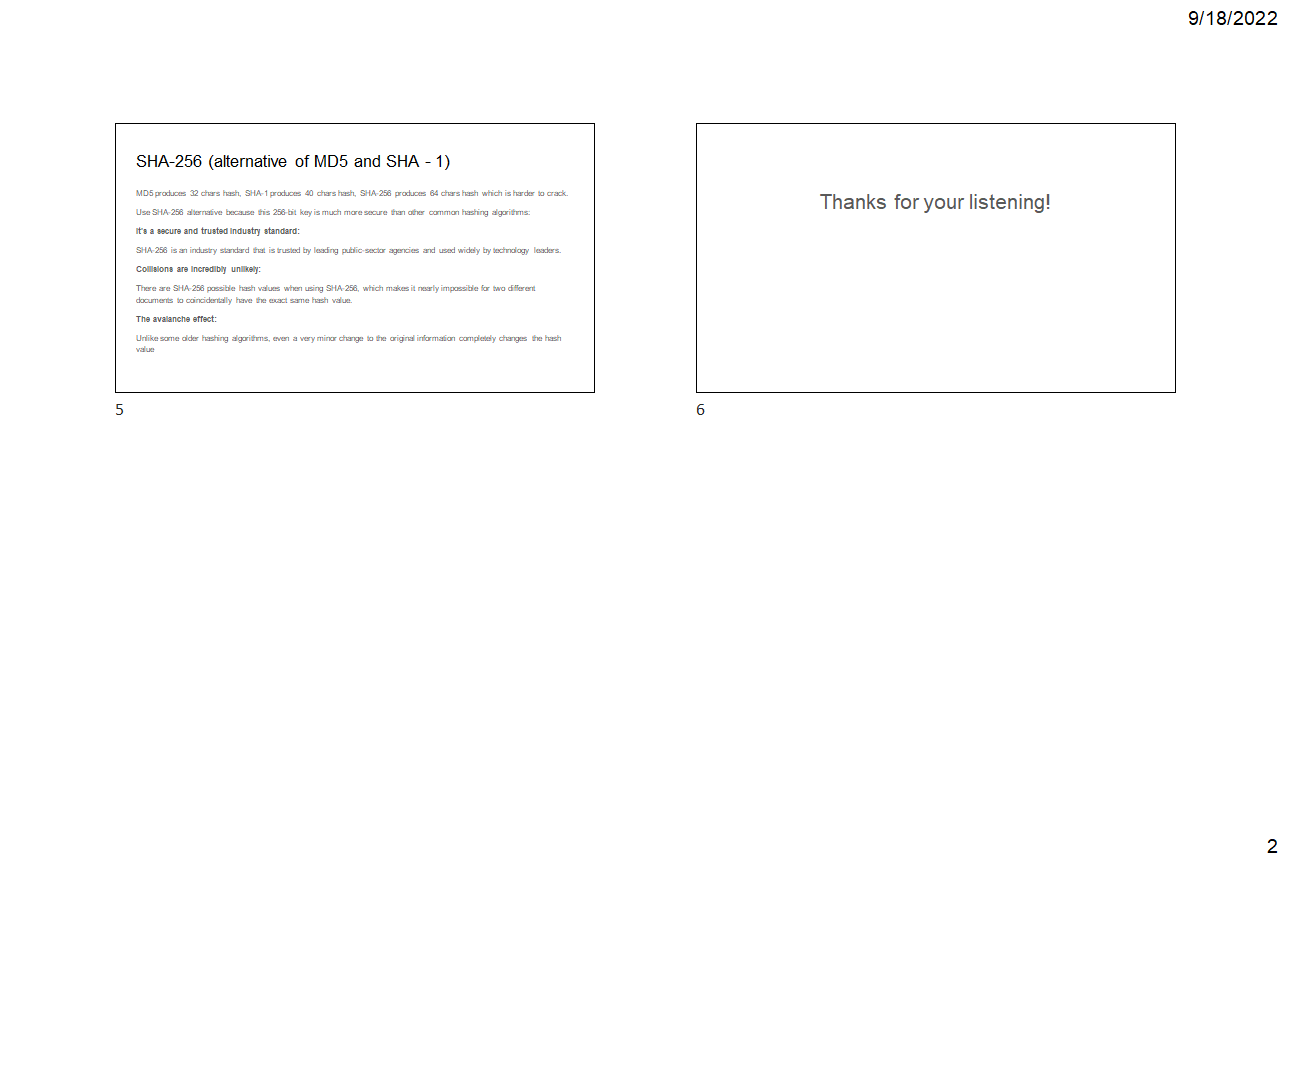 9/18/2022
SHA-256 (alternative of MD5 and SHA - 1)
MD5 produces 32 chars hash, SHA-1 produces 40 chars hash, SHA-256 produces 64 chars hash which is harder to crack.
Use SHA-256 alternative because this 256-bit key is much more secure than other common hashing algorithms:
It's a secure and trusted industry standard:
SHA-256 is an industry standard that is trusted by leading public-sector agencies and used widely by technology leaders.
Collisions are incredibly unlikely:
There are SHA-256 possible hash values when using SHA-256, which makes it nearly impossible for two different
documents to coincidentally have the exact same hash value.
The avalanche effect:
Unlike some older hashing algorithms, even a very minor change to the original information completely changes the hash
value
5
Thanks for your listening!
6
2